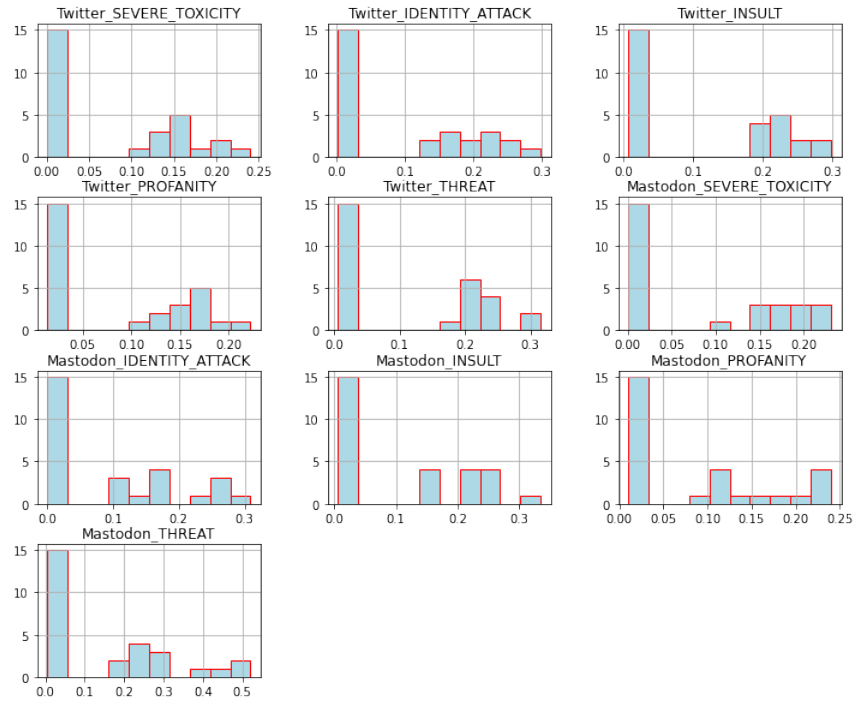 Twitter_SEVERE_TOXICITY
15
10
5
0
0.00 0.05 0.10 0.15 0.20 0.25
Twitter_IDENTITY_ATTACK
15
10
5
0
0.0 0.1 0.2 0.3
Twitter_INSULT
15
10
5
0
0.0 0.1 0.2 0.3
Twitter_PROFANITY
15
10
5
0
0.05 0.10 0.15 0.20
Twitter_THREAT
15
10
5
0
0.0 0.1 0.2 0.3
Mastodon_SEVERE_TOXICITY
15
10
5
0
0.00 0.05 0.10 0.15 0.20
Mastodon_IDENTITY_ATTACK
15
10
5
0
0.0 0.1 0.2 0.3
Mastodon_INSULT
15
10
5
0
0.0 0.1 0.2 0.3
Mastodon_PROFANITY
15
10
5
0
0.00 0.05 0.10 0.15 0.20 0.25
Mastodon_THREAT
15
10
5
0
0.0 0.1 0.2 0.3 0.4 0.5